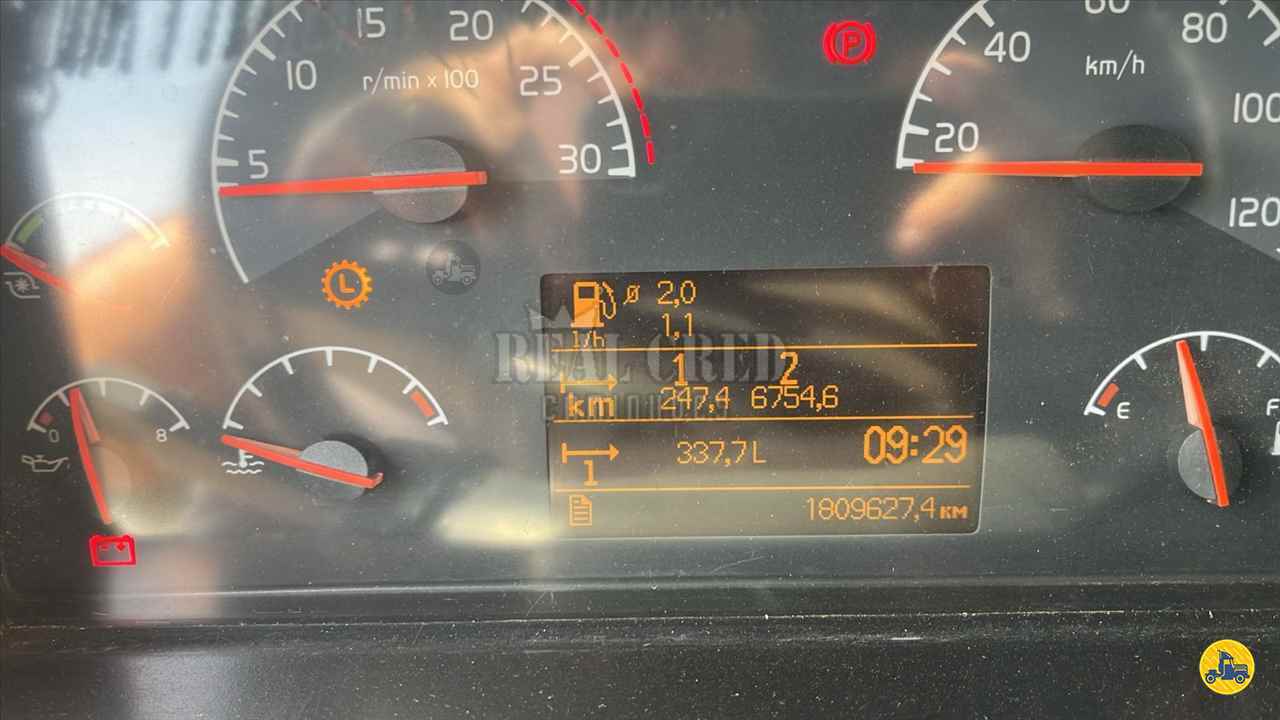 5
10
15
20
25
30
r/min x 100
20
40
60
80
100
120
km/h
P
L
ø 2,0
l/h 1,1
1 2
km 247,4 6754,6
1 337,7L 09:29
1809627,4 км
REAL CRED
0 8
E F